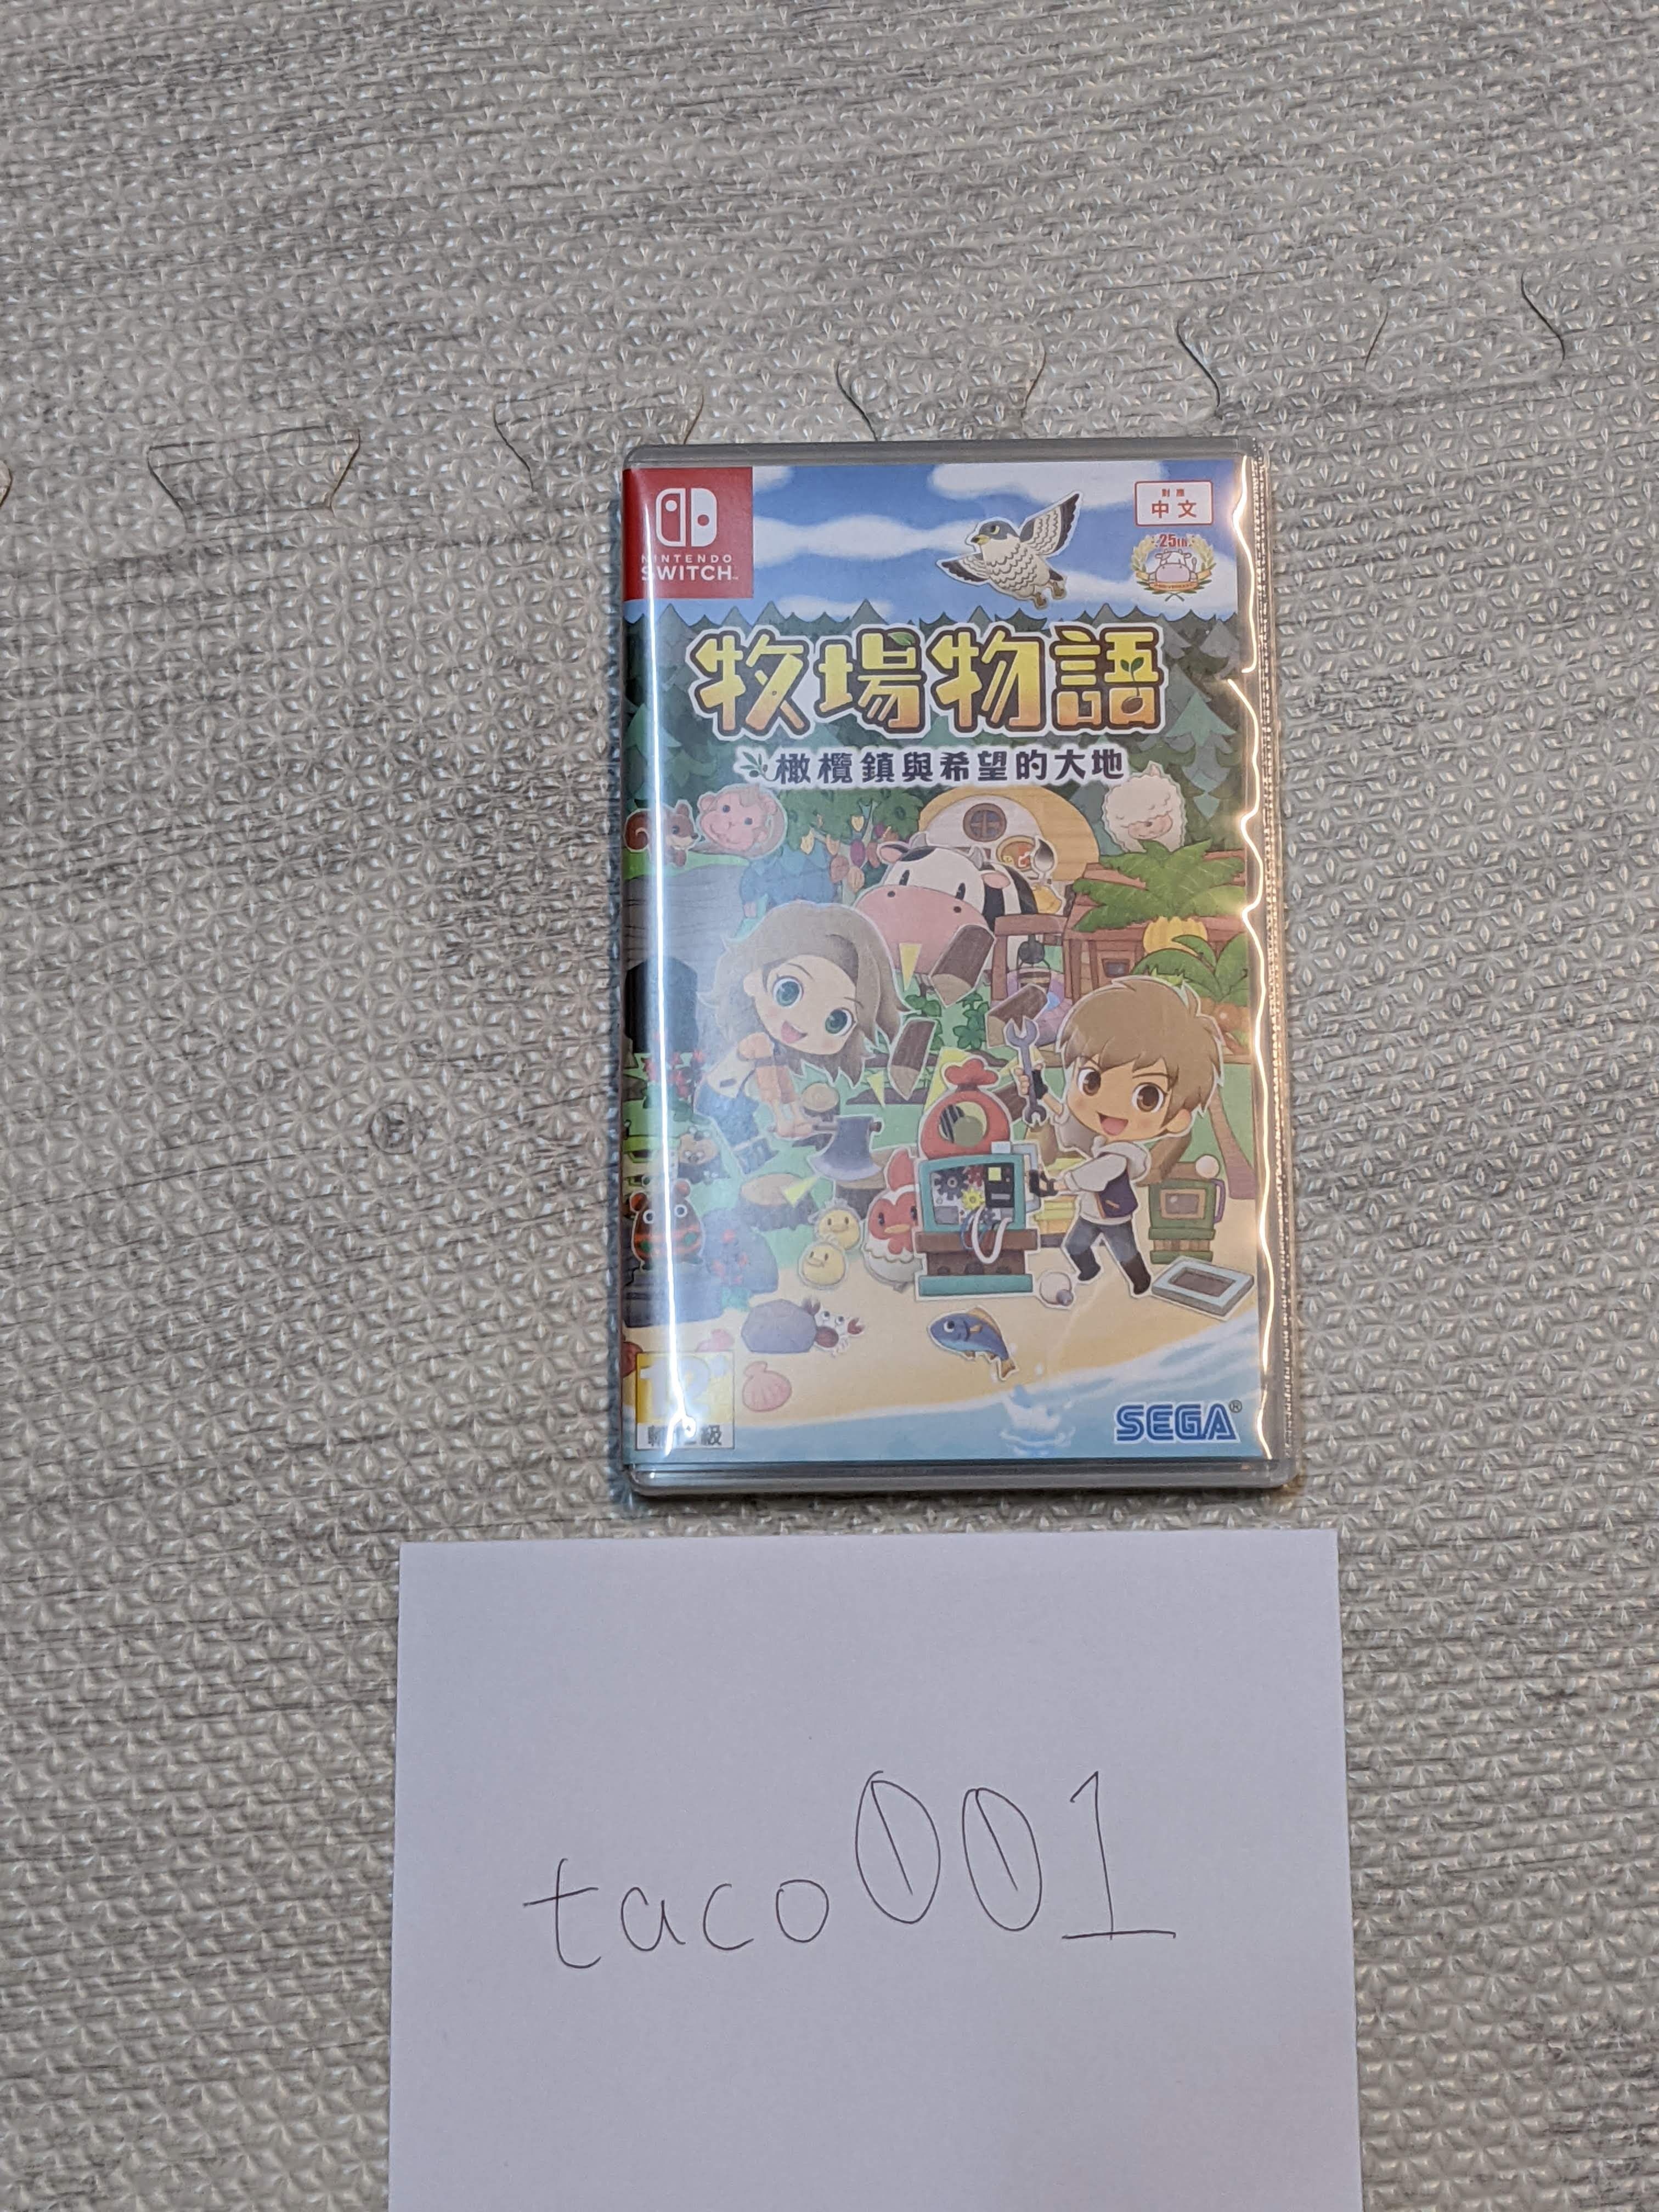 NINTENDO
SWITCH
對應
中文
25th
牧場物語
橄欖鎮與希望的大地
SEGA®
taco001